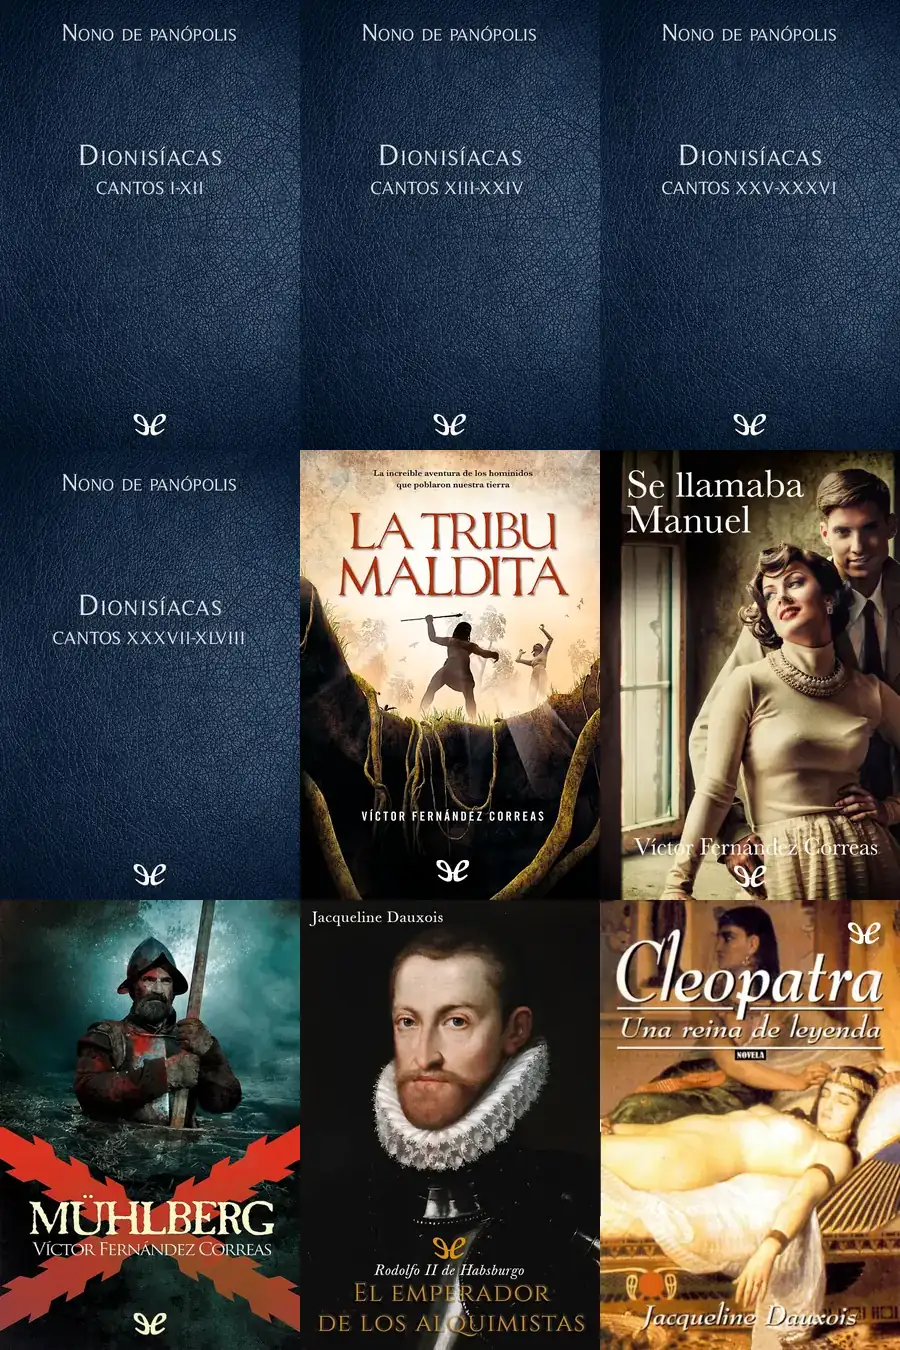 Nono de panópolis
Dionisíacas
cantos I-XII
Nono de panópolis
Dionisíacas
cantos XIII-XXIV
Nono de panópolis
Dionisíacas
cantos XXV-XXXVI
Nono de panópolis
Dionisíacas
cantos XXXVII-XLVIII
La increíble aventura de los homínidos
que poblaron nuestra tierra
LA TRIBU
MALDITA
VÍCTOR FERNÁNDEZ CORREAS
Se llamaba
Manuel
Víctor Fernández Correas
MÜHLBERG
VÍCTOR FERNÁNDEZ CORREAS
Jacqueline Dauxois
Rodolfo II de Habsburgo
El emperador
de los alquimistas
Cleopatra
Una reina de leyenda
NOVELA
Jacqueline Dauxois